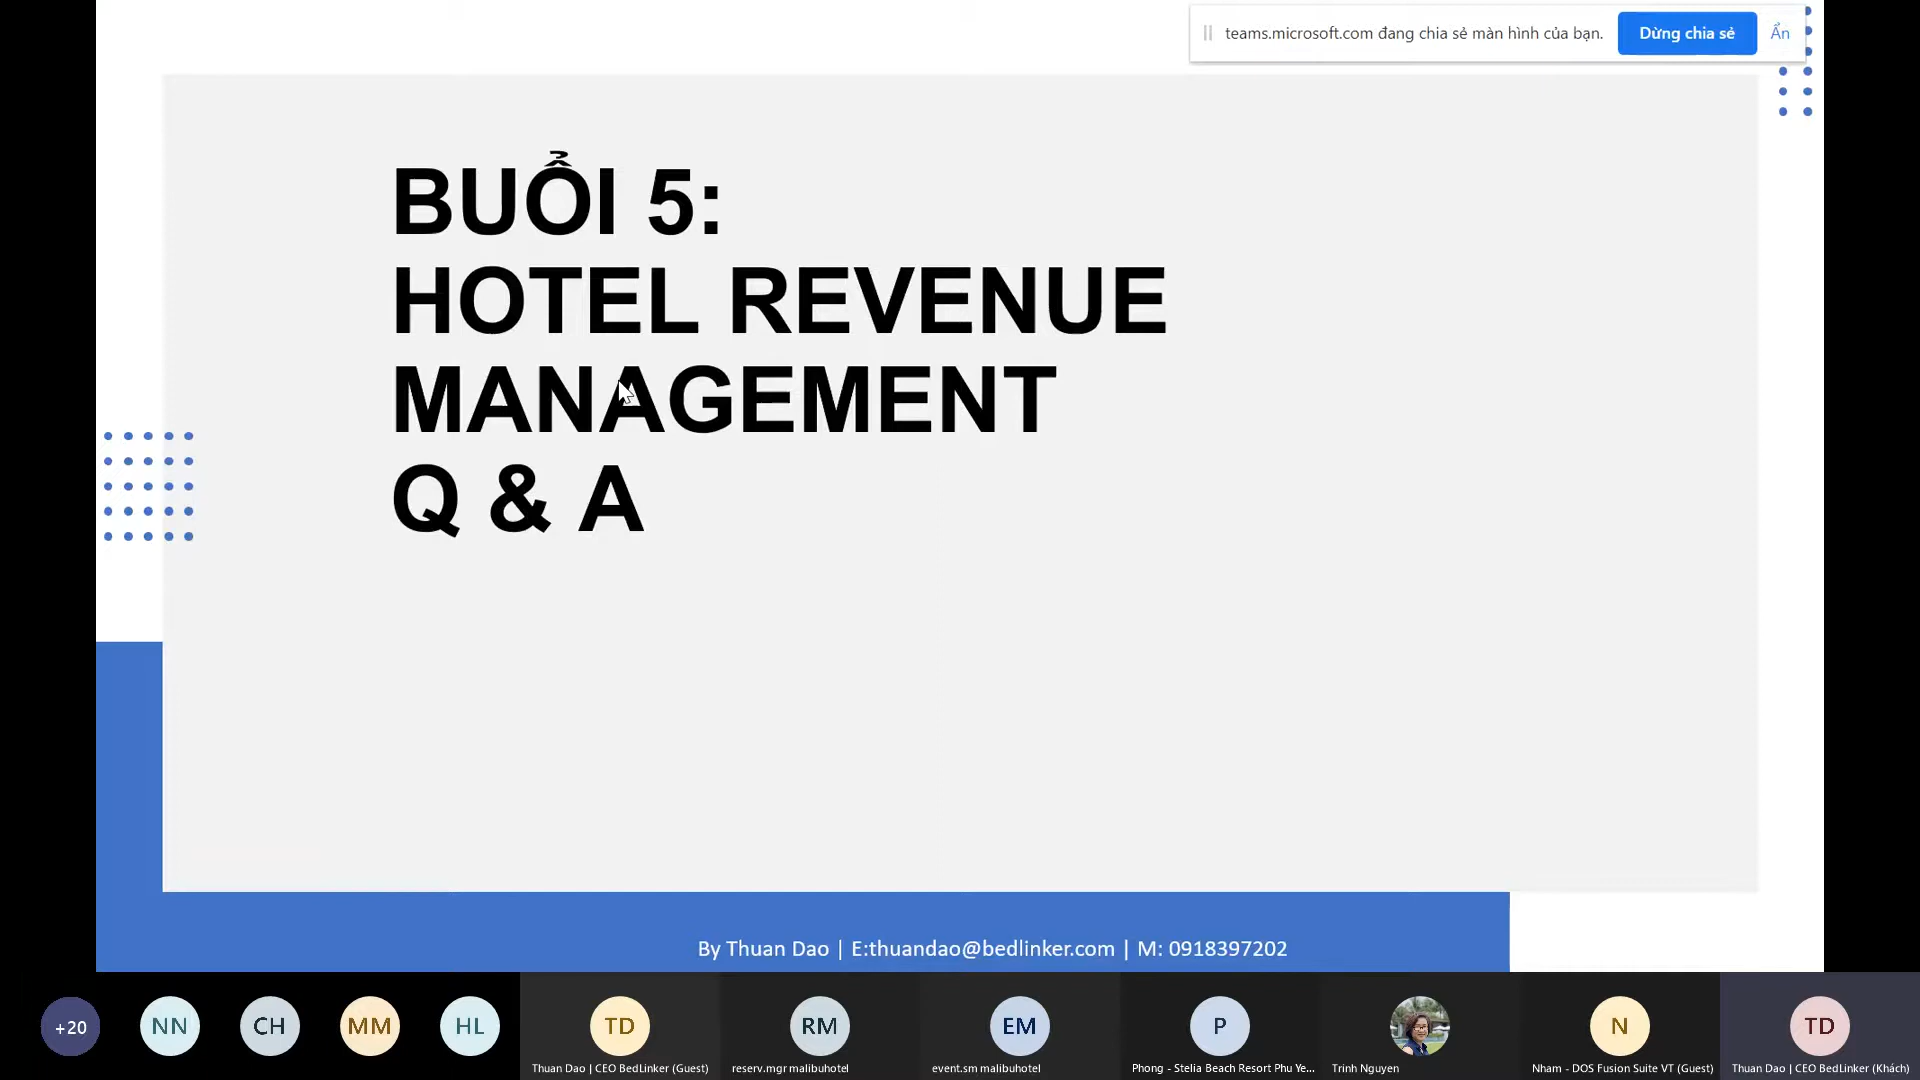 teams.microsoft.com đang chia sẻ màn hình của bạn.
Dừng chia sẻ
Ẩn
BUỔI 5:
HOTEL REVENUE
MANAGEMENT
Q & A
By Thuan Dao | E:thuandao@bedlinker.com | M: 0918397202
+20
NN
CH
MM
HL
TD
RM
EM
P
N
TD
Thuan Dao | CEO BedLinker (Guest)
reserv.mgr malibuhotel
event.sm malibuhotel
Phong - Stelia Beach Resort Phu Ye...
Trinh Nguyen
Nham - DOS Fusion Suite VT (Guest)
Thuan Dao | CEO BedLinker (Khách)